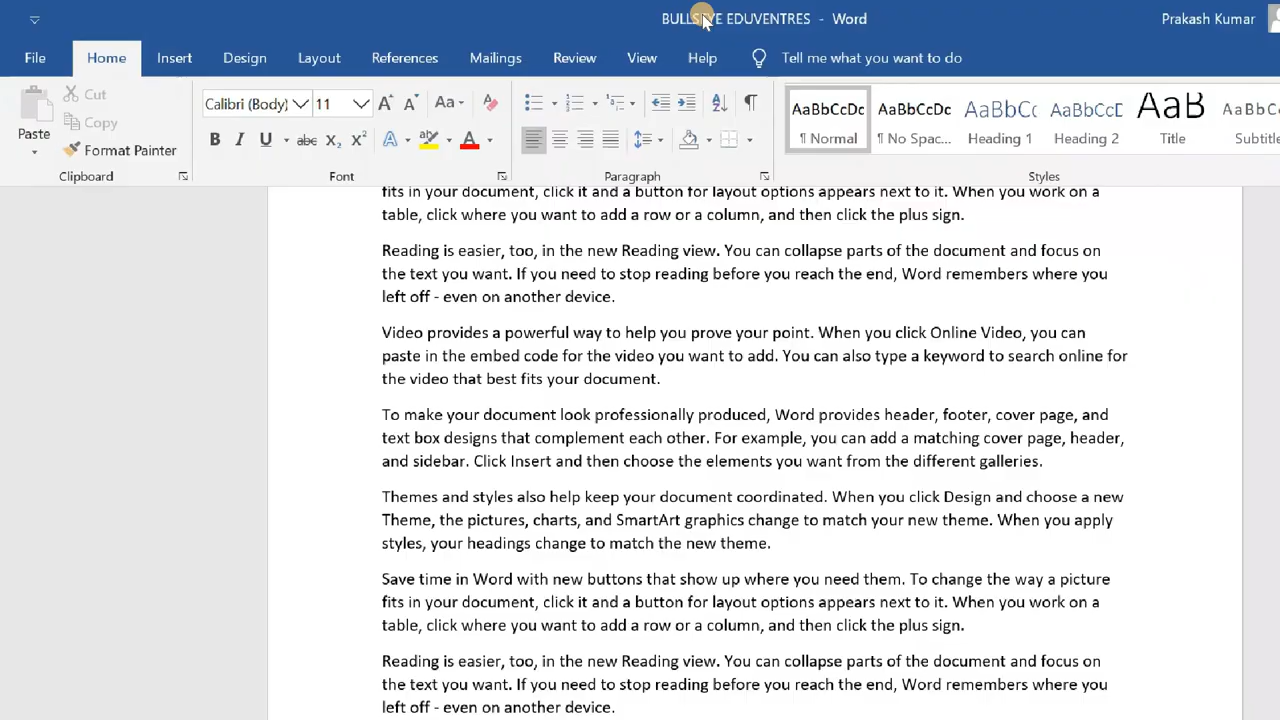 BULLSEYE EDUVENTRES - Word
Prakash Kumar
File Home Insert Design Layout References Mailings Review View Help Tell me what you want to do
Paste
Cut
Copy
Format Painter
Clipboard
Calibri (Body) 11
Font
Paragraph
AaBbCcDc AaBbCcDc AaBbCc AaBbCcD AaB AaBbCc
¶ Normal ¶ No Spac... Heading 1 Heading 2 Title Subtitl
Styles
fits in your document, click it and a button for layout options appears next to it. When you work on a
table, click where you want to add a row or a column, and then click the plus sign.
Reading is easier, too, in the new Reading view. You can collapse parts of the document and focus on
the text you want. If you need to stop reading before you reach the end, Word remembers where you
left off - even on another device.
Video provides a powerful way to help you prove your point. When you click Online Video, you can
paste in the embed code for the video you want to add. You can also type a keyword to search online for
the video that best fits your document.
To make your document look professionally produced, Word provides header, footer, cover page, and
text box designs that complement each other. For example, you can add a matching cover page, header,
and sidebar. Click Insert and then choose the elements you want from the different galleries.
Themes and styles also help keep your document coordinated. When you click Design and choose a new
Theme, the pictures, charts, and SmartArt graphics change to match your new theme. When you apply
styles, your headings change to match the new theme.
Save time in Word with new buttons that show up where you need them. To change the way a picture
fits in your document, click it and a button for layout options appears next to it. When you work on a
table, click where you want to add a row or a column, and then click the plus sign.
Reading is easier, too, in the new Reading view. You can collapse parts of the document and focus on
the text you want. If you need to stop reading before you reach the end, Word remembers where you
left off - even on another device.